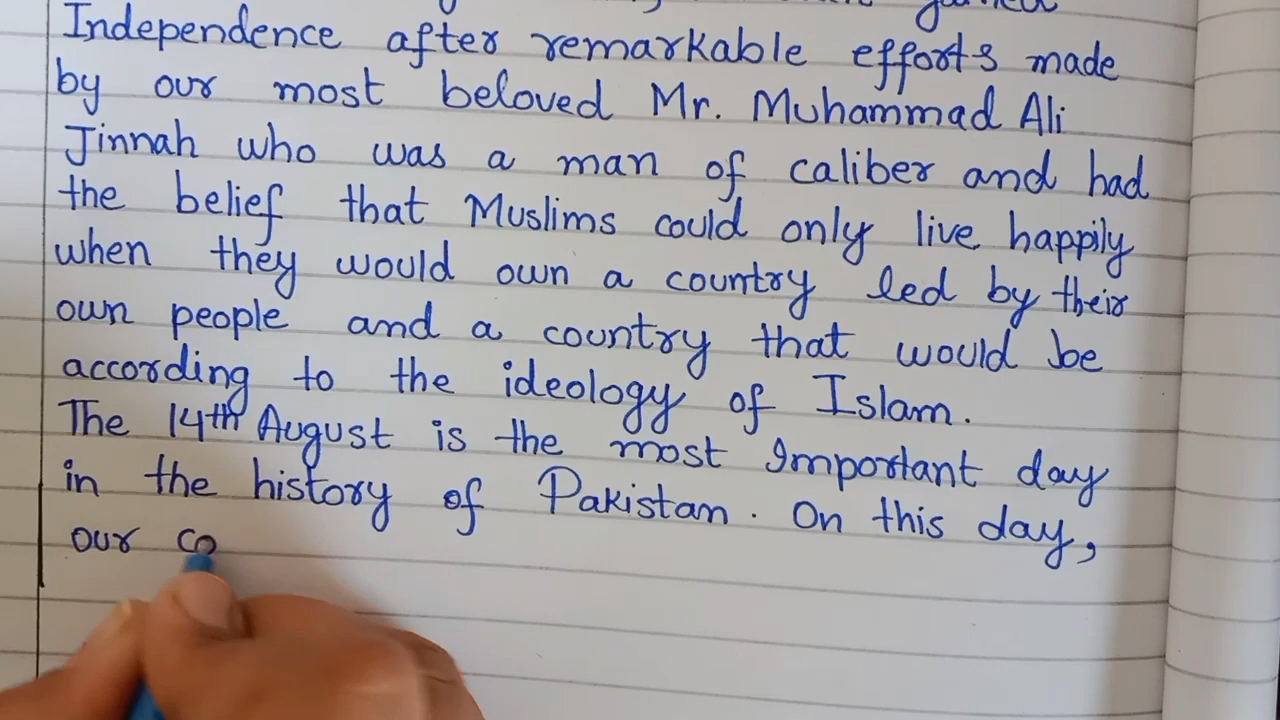 Independence after remarkable efforts made
by our most beloved Mr. Muhammad Ali
Jinnah who was a man of caliber and had
the belief that Muslims could only live happily
when they would own a country led by their
own people and a country that would be
according to the ideology of Islam.
The 14th August is the most Important day
in the history of Pakistan. On this day,
our co